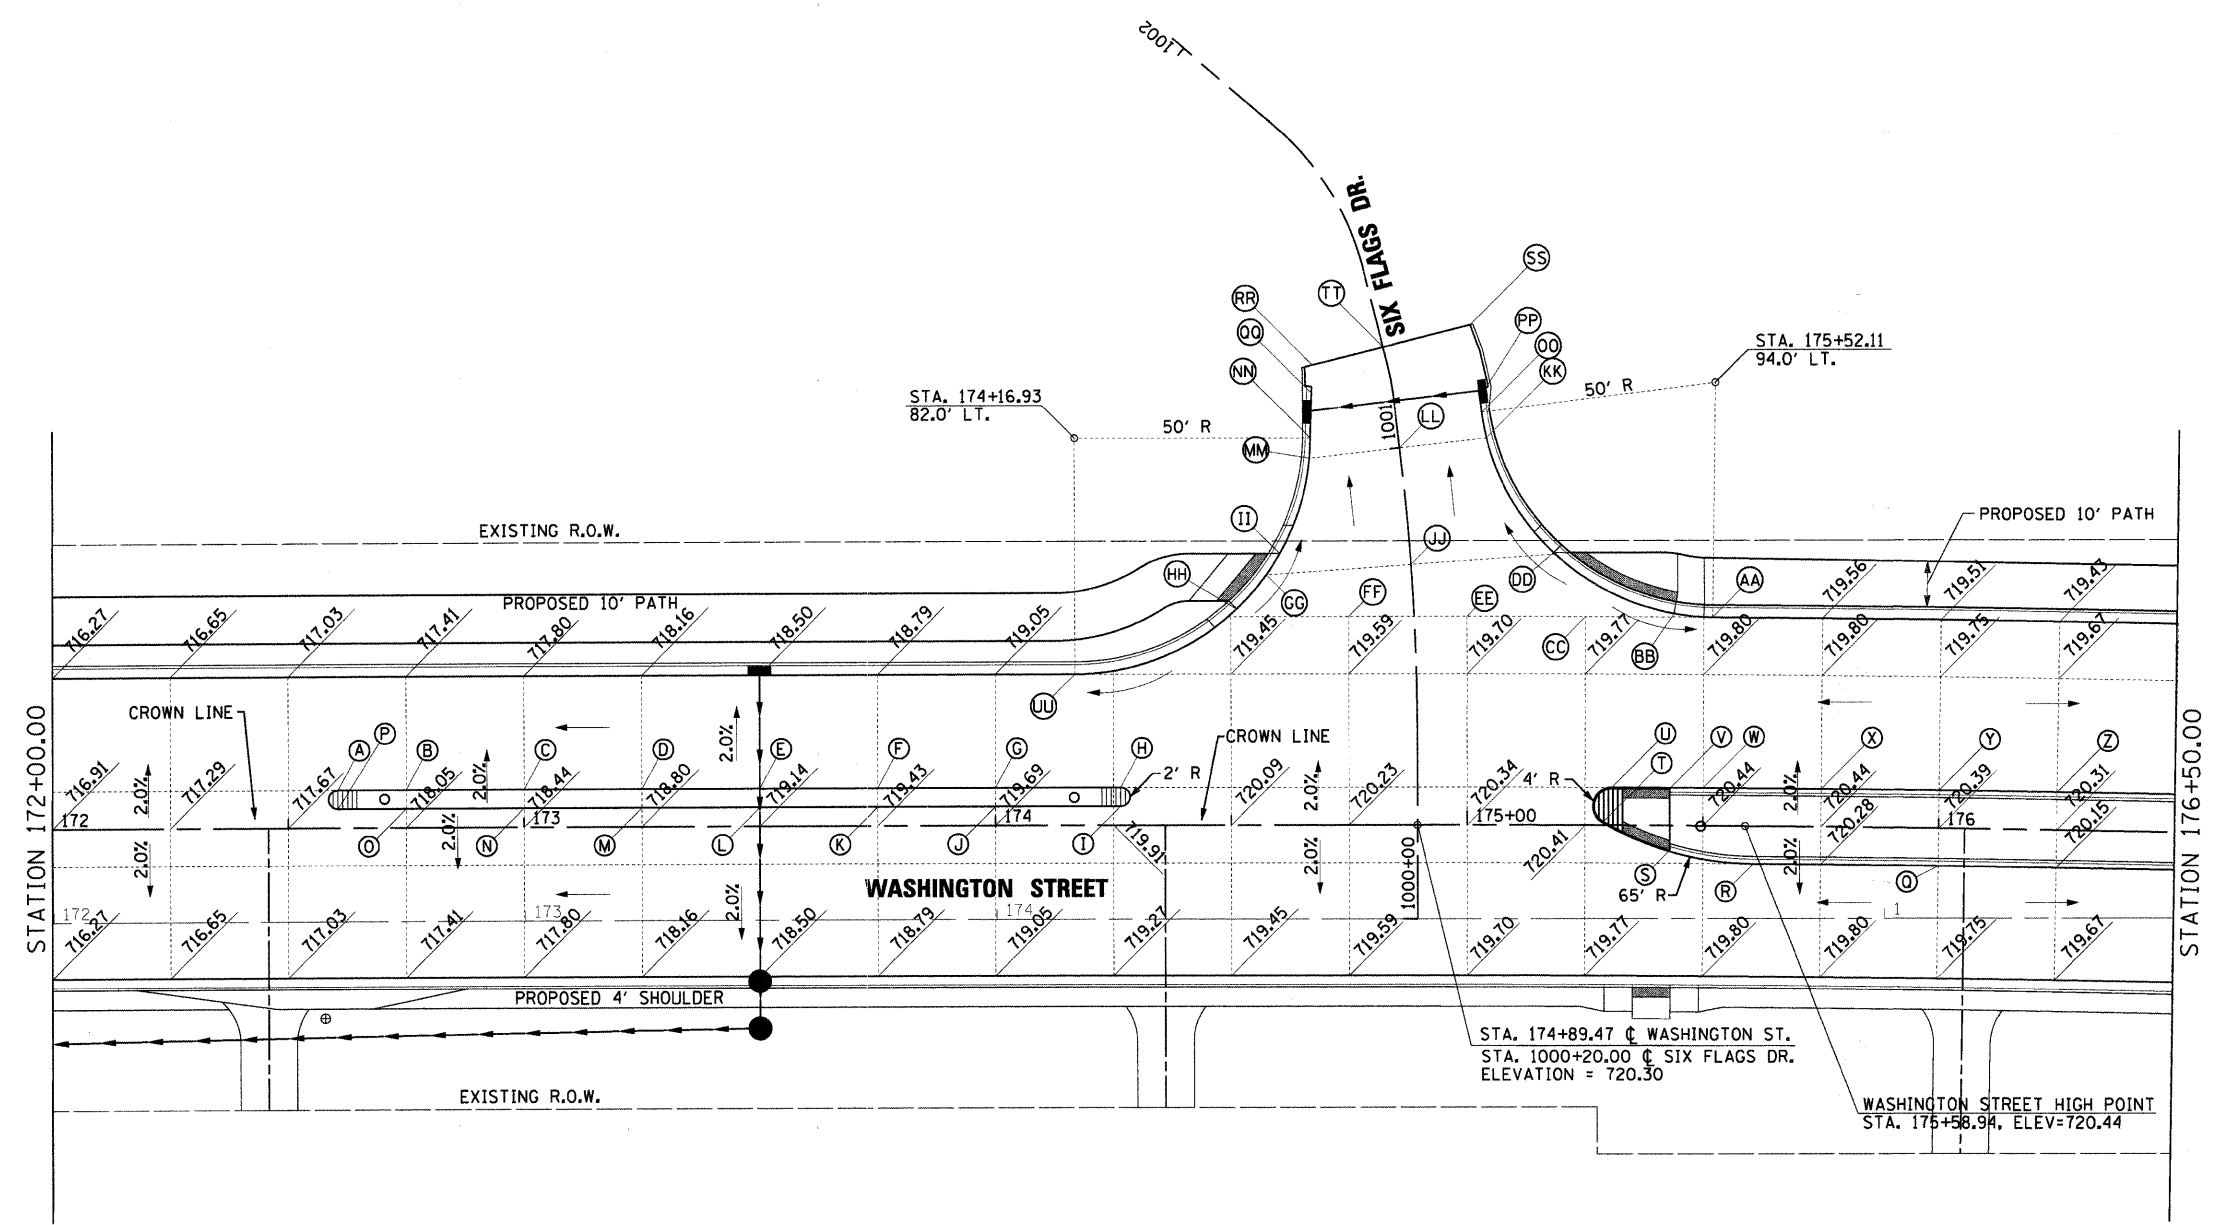 1002
SIX FLAGS DR.
SS
TT
RR
PP
QQ
OO
STA. 175+52.11
94.0' LT.
NN
KK
50' R
STA. 174+16.93
82.0' LT.
LL
1001
50' R
MM
II
JJ
EXISTING R.O.W.
PROPOSED 10' PATH
HH
DD
AA
GG
FF
EE
719.56
719.51
719.43
PROPOSED 10' PATH
716.27
716.65
717.03
717.41
717.80
718.16
718.50
718.79
719.05
719.45
719.59
719.70
719.77
719.80
719.80
719.75
719.67
CC
BB
UU
CROWN LINE
CROWN LINE
A
P
B
C
D
E
F
G
H
U
V
W
X
Y
Z
T
2.0%
2' R
4' R
716.91
717.29
717.67
718.05
718.44
718.80
719.14
719.43
719.69
720.09
720.23
720.34
720.44
720.44
720.39
720.31
2.0%
2.0%
2.0%
2.0%
172
173
174
175+00
176
720.28
720.15
719.91
720.41
O
N
M
L
K
J
I
S
R
Q
2.0%
2.0%
2.0%
2.0%
2.0%
65' R
1000+00
WASHINGTON STREET
172
173
174
1
716.27
716.65
717.03
717.41
717.80
718.16
718.50
718.79
719.05
719.27
719.45
719.59
719.70
719.77
719.80
719.80
719.75
719.67
STATION 172+00.00
STATION 176+50.00
PROPOSED 4' SHOULDER
STA. 174+89.47 ℄ WASHINGTON ST.
STA. 1000+20.00 ℄ SIX FLAGS DR.
ELEVATION = 720.30
EXISTING R.O.W.
WASHINGTON STREET HIGH POINT
STA. 175+58.94, ELEV=720.44